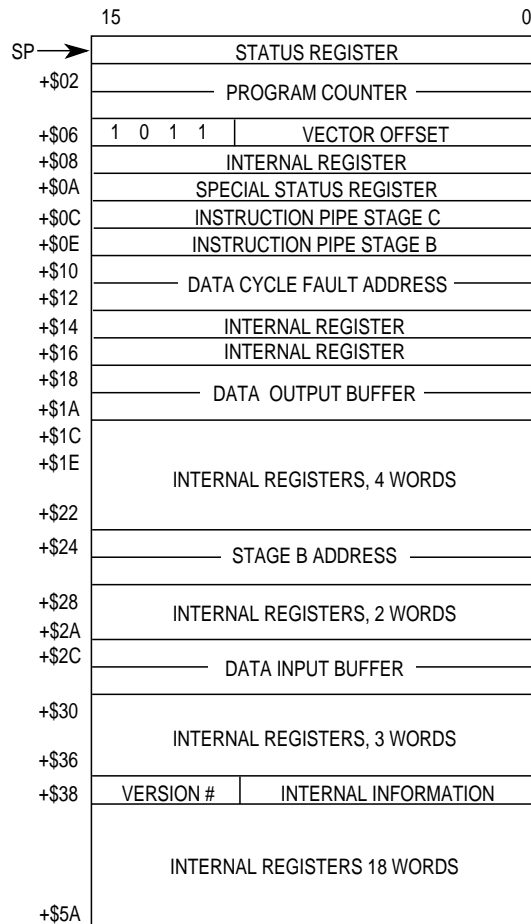 15 0
SP STATUS REGISTER
+$02
PROGRAM COUNTER
+$06 1 0 1 1 VECTOR OFFSET
+$08 INTERNAL REGISTER
+$0A SPECIAL STATUS REGISTER
+$0C INSTRUCTION PIPE STAGE C
+$0E INSTRUCTION PIPE STAGE B
+$10
DATA CYCLE FAULT ADDRESS
+$12
+$14 INTERNAL REGISTER
+$16 INTERNAL REGISTER
+$18
DATA OUTPUT BUFFER
+$1A
+$1C
+$1E
INTERNAL REGISTERS, 4 WORDS
+$22
+$24
STAGE B ADDRESS
+$28
INTERNAL REGISTERS, 2 WORDS
+$2A
+$2C
DATA INPUT BUFFER
+$30
INTERNAL REGISTERS, 3 WORDS
+$36
+$38 VERSION # INTERNAL INFORMATION
INTERNAL REGISTERS 18 WORDS
+$5A